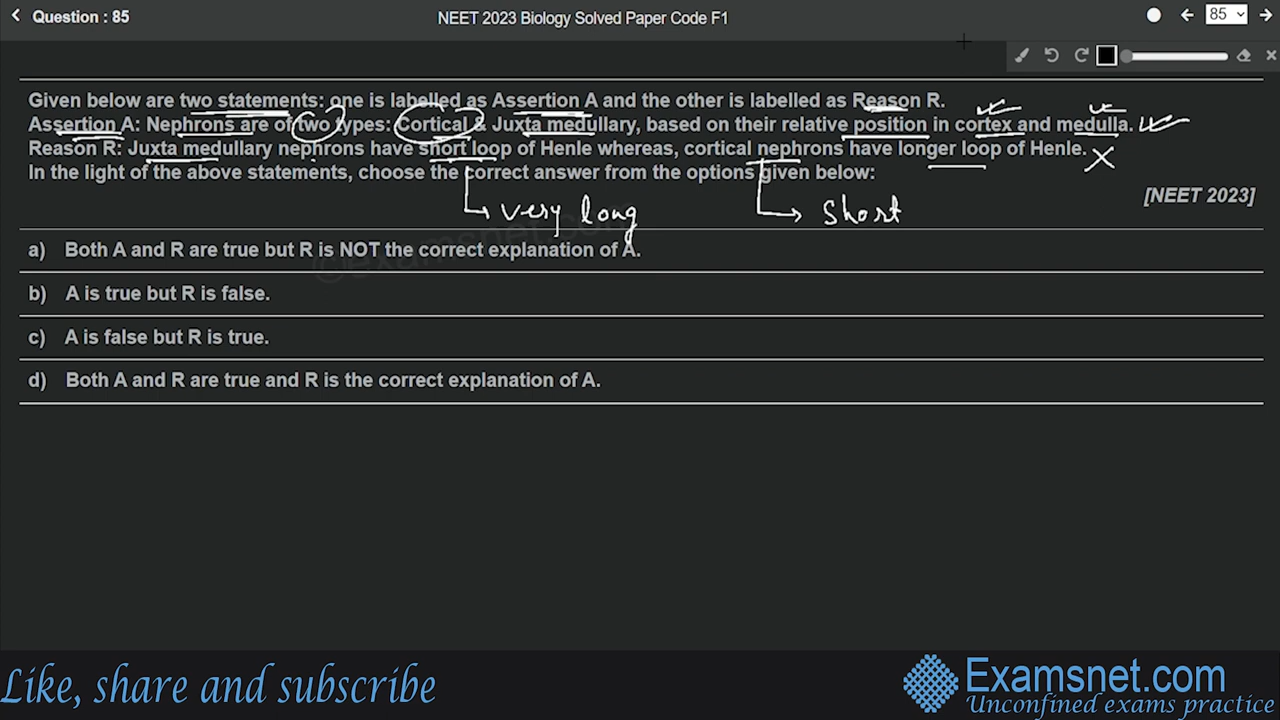 Question : 85
NEET 2023 Biology Solved Paper Code F1
85
Given below are two statements: one is labelled as Assertion A and the other is labelled as Reason R.
Assertion A: Nephrons are of two types: Cortical & Juxta medullary, based on their relative position in cortex and medulla.
Reason R: Juxta medullary nephrons have short loop of Henle whereas, cortical nephrons have longer loop of Henle.
In the light of the above statements, choose the correct answer from the options given below:
[NEET 2023]
very long
short
©examsnet.com
a) Both A and R are true but R is NOT the correct explanation of A.
b) A is true but R is false.
c) A is false but R is true.
d) Both A and R are true and R is the correct explanation of A.
Like, share and subscribe
Examsnet.com
Unconfined exams practice